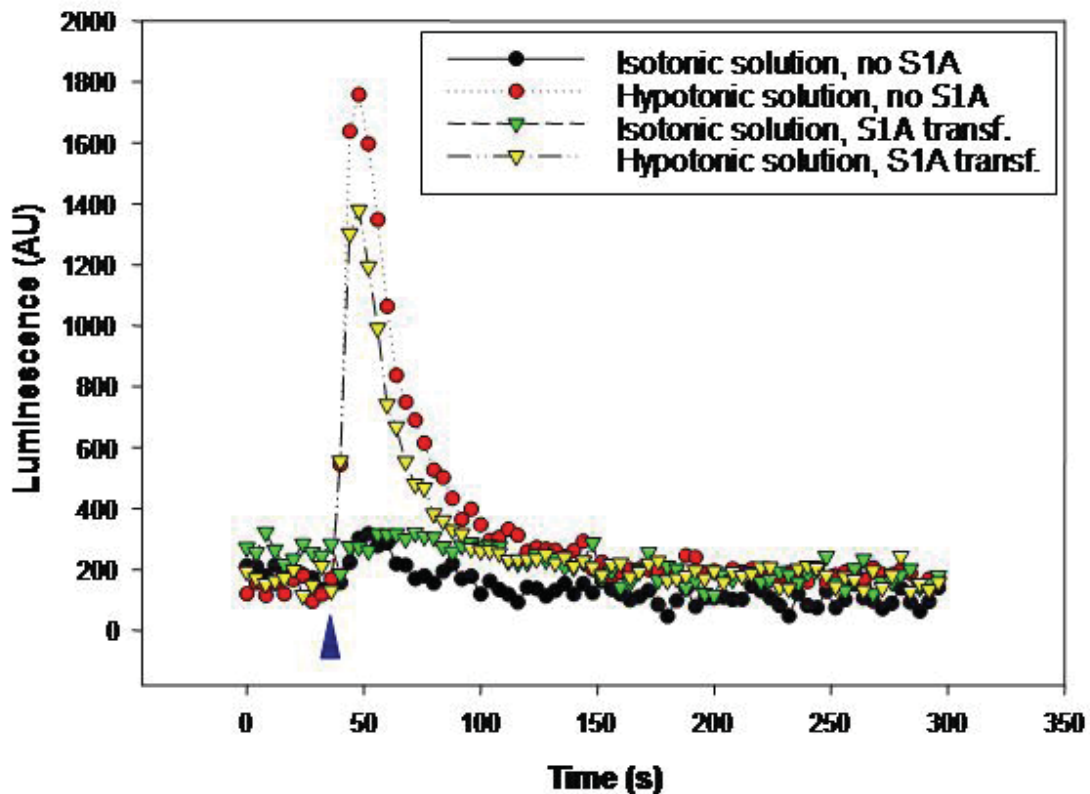 2000
1800
1600
1400
1200
1000
800
600
400
200
0
Luminescence (AU)
Isotonic solution, no S1A
Hypotonic solution, no S1A
Isotonic solution, S1A transf.
Hypotonic solution, S1A transf.
0 50 100 150 200 250 300 350
Time (s)